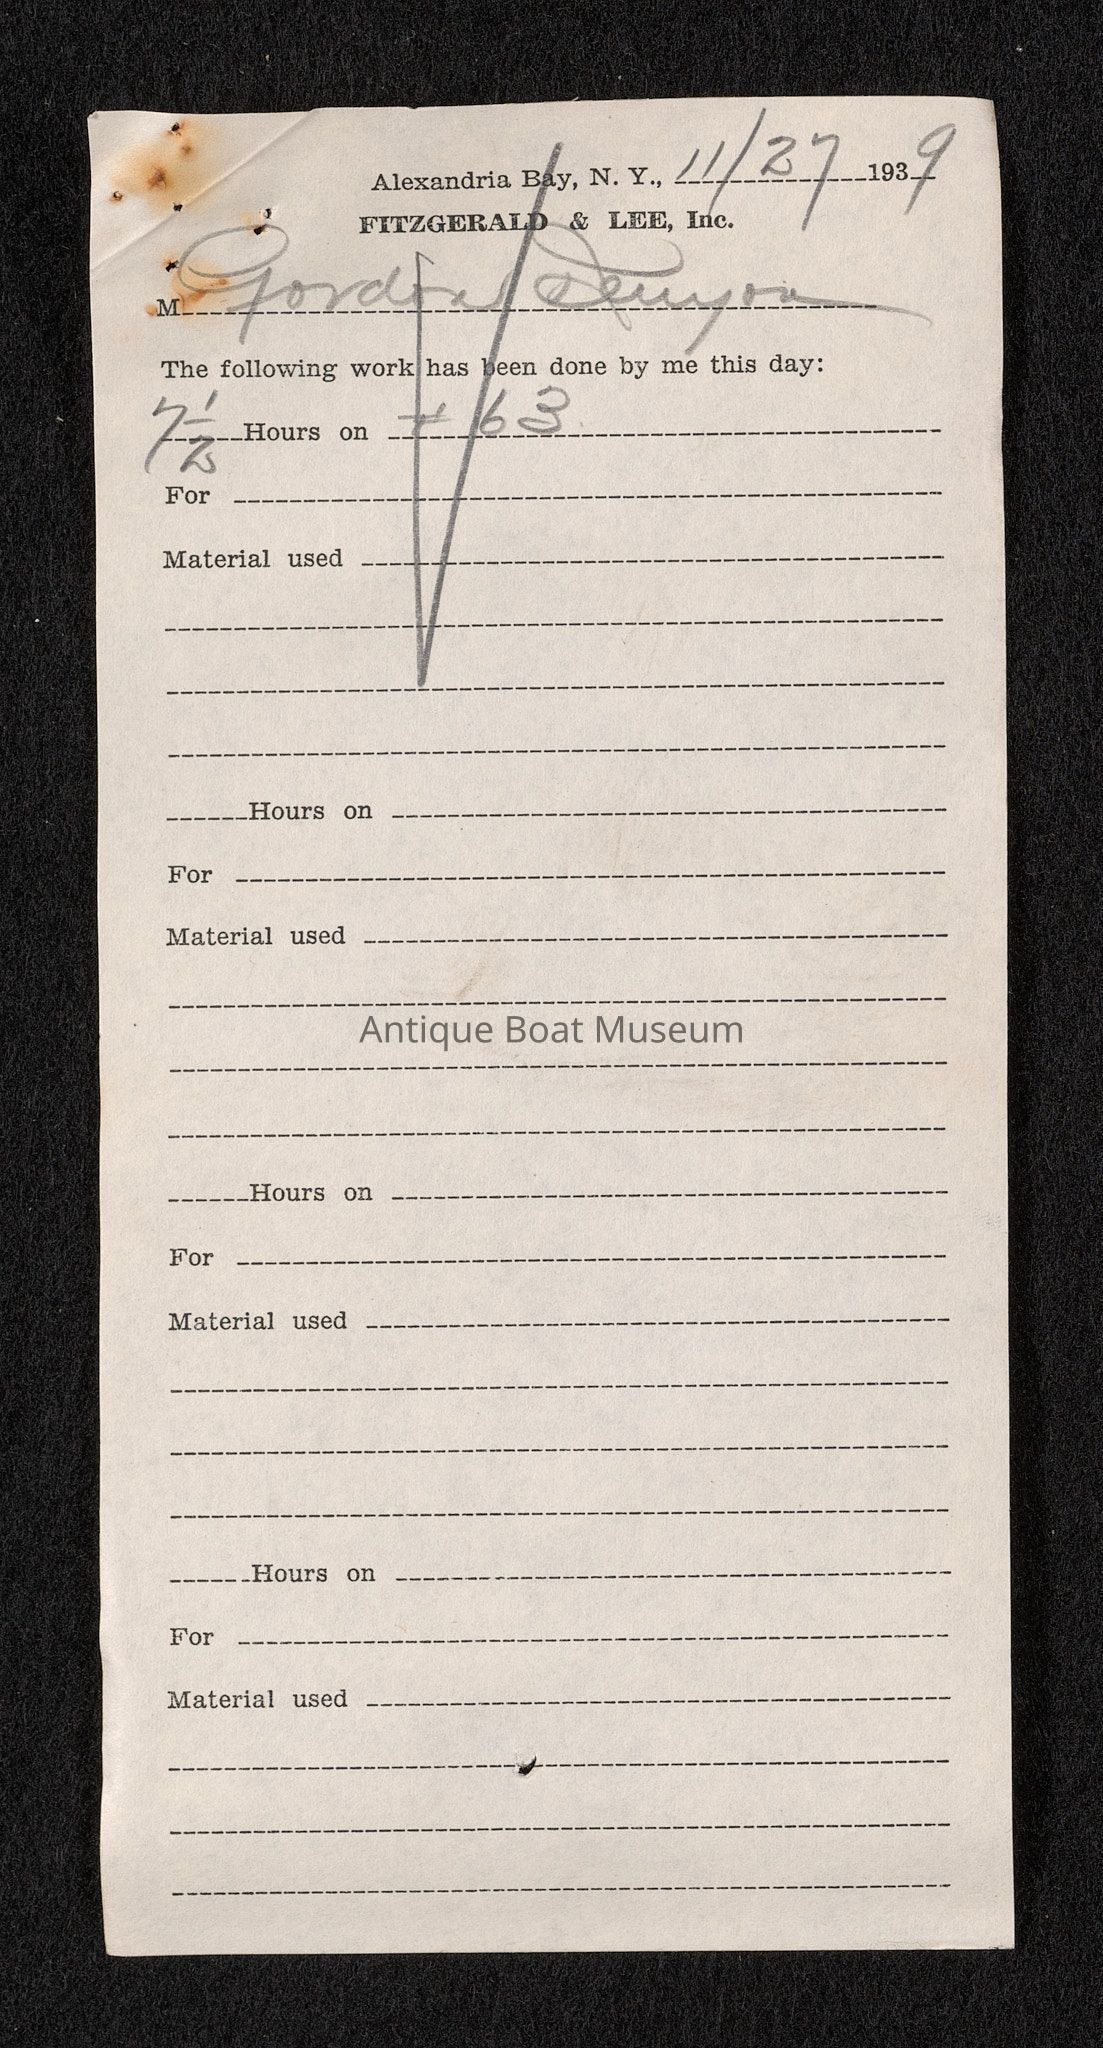 Alexandria Bay, N. Y., 11/27 1939
FITZGERALD & LEE, Inc.
M Gordon Kenyon
The following work has been done by me this day:
7 1/2 Hours on # 63
For
Material used
Hours on
For
Material used
Antique Boat Museum
Hours on
For
Material used
Hours on
For
Material used